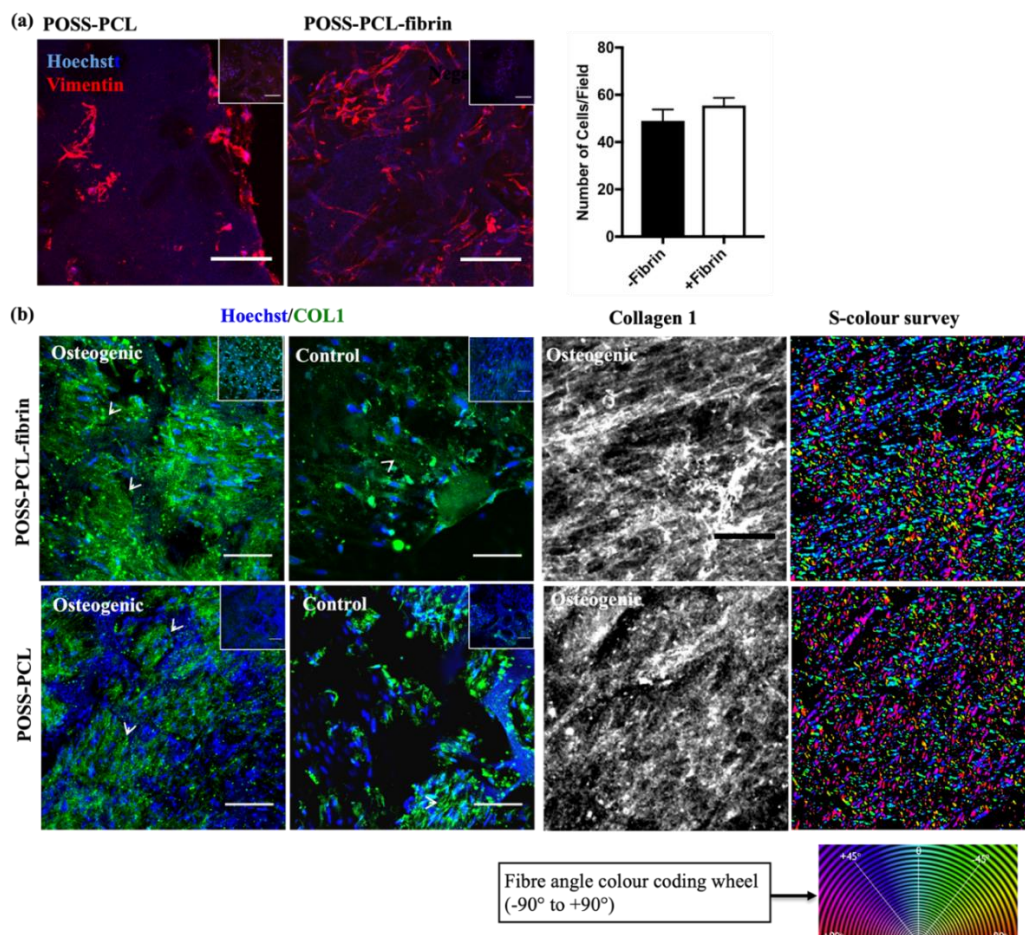 (a)
POSS-PCL
POSS-PCL-fibrin
Hoechst
Vimentin
Number of Cells/Field
80
60
40
20
0
-Fibrin
+Fibrin
(b)
Hoechst/COL1
Collagen 1
S-colour survey
POSS-PCL-fibrin
Osteogenic
Control
Osteogenic
POSS-PCL
Osteogenic
Control
Osteogenic
Fibre angle colour coding wheel
(-90° to +90°)
+45°
0
-45°